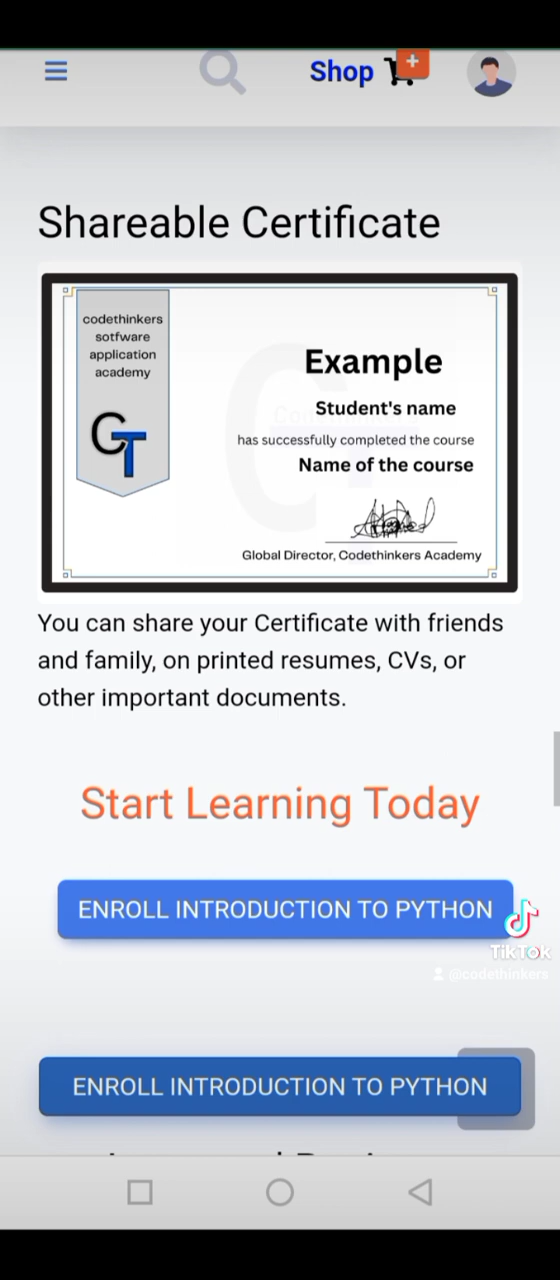 Shop
+
Shareable Certificate
codethinkers
sotfware
application
academy
CT
Example
Student's name
has successfully completed the course
Name of the course
Global Director, Codethinkers Academy
You can share your Certificate with friends
and family, on printed resumes, CVs, or
other important documents.
Start Learning Today
ENROLL INTRODUCTION TO PYTHON
TikTok
@codethinkers
ENROLL INTRODUCTION TO PYTHON